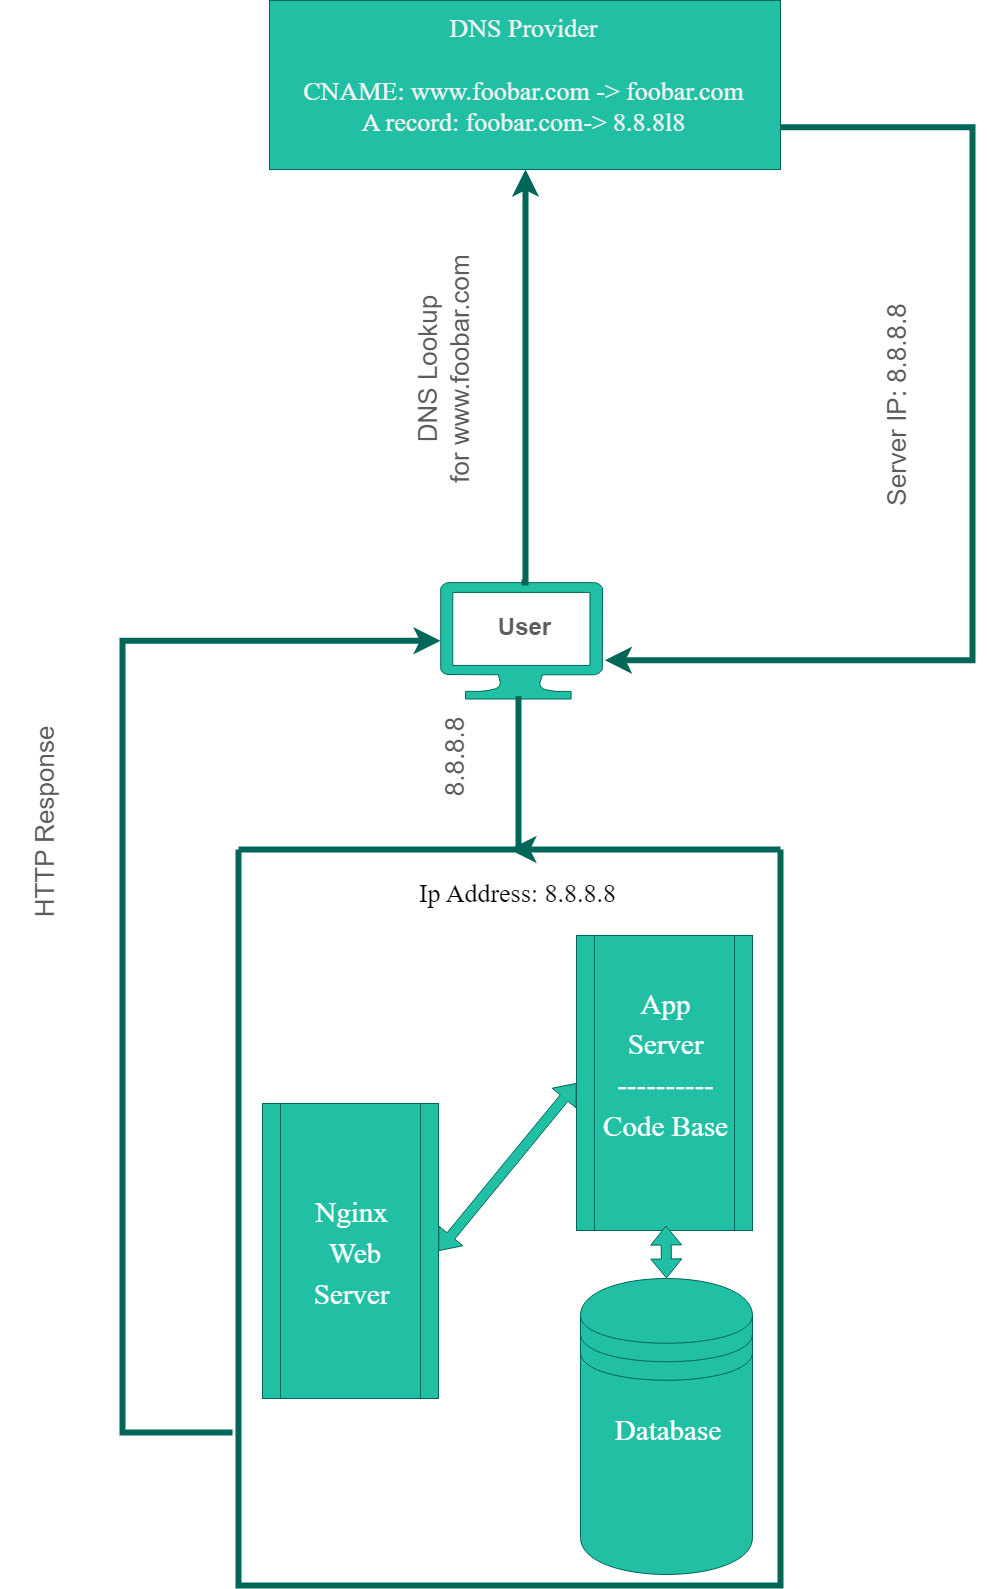 DNS Provider
CNAME: www.foobar.com -> foobar.com
A record: foobar.com-> 8.8.8l8
DNS Lookup
for www.foobar.com
Server IP: 8.8.8.8
User
8.8.8.8
HTTP Response
Ip Address: 8.8.8.8
App
Server
----------
Code Base
Nginx
Web
Server
Database